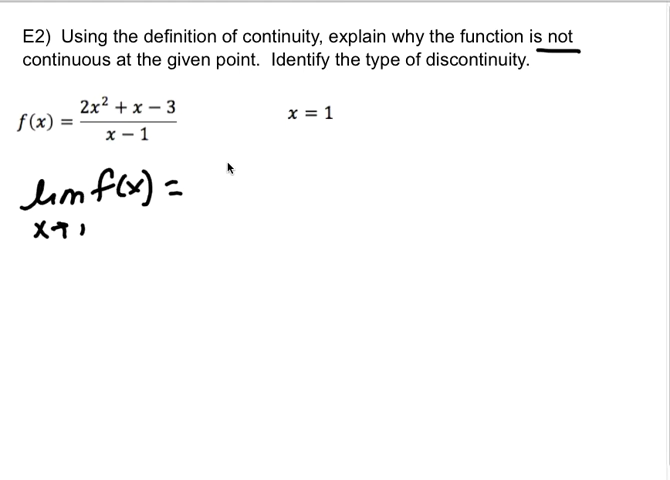 E2) Using the definition of continuity, explain why the function is not
continuous at the given point. Identify the type of discontinuity.
f(x) = (2x² + x − 3)/(x − 1) x = 1
lim f(x) =
x→1